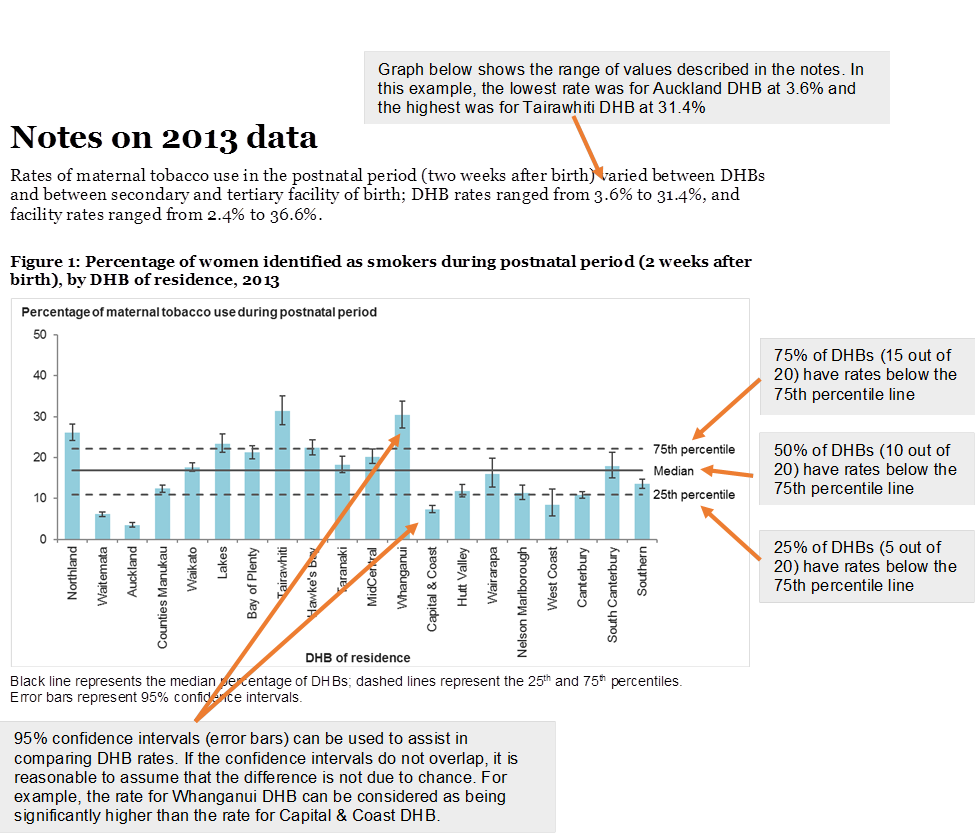 Graph below shows the range of values described in the notes. In
this example, the lowest rate was for Auckland DHB at 3.6% and
the highest was for Tairawhiti DHB at 31.4%
Notes on 2013 data
Rates of maternal tobacco use in the postnatal period (two weeks after birth) varied between DHBs
and between secondary and tertiary facility of birth; DHB rates ranged from 3.6% to 31.4%, and
facility rates ranged from 2.4% to 36.6%.
Figure 1: Percentage of women identified as smokers during postnatal period (2 weeks after
birth), by DHB of residence, 2013
Percentage of maternal tobacco use during postnatal period
50
40
30
20
10
0
75th percentile
Median
25th percentile
Northland
Waitemata
Auckland
Counties Manukau
Waikato
Lakes
Bay of Plenty
Tairawhiti
Hawke's Bay
Taranaki
MidCentral
Whanganui
Capital & Coast
Hutt Valley
Wairarapa
Nelson Marlborough
West Coast
Canterbury
South Canterbury
Southern
DHB of residence
75% of DHBs (15 out of
20) have rates below the
75th percentile line
50% of DHBs (10 out of
20) have rates below the
75th percentile line
25% of DHBs (5 out of
20) have rates below the
75th percentile line
Black line represents the median percentage of DHBs; dashed lines represent the 25th and 75th percentiles.
Error bars represent 95% confidence intervals.
95% confidence intervals (error bars) can be used to assist in
comparing DHB rates. If the confidence intervals do not overlap, it is
reasonable to assume that the difference is not due to chance. For
example, the rate for Whanganui DHB can be considered as being
significantly higher than the rate for Capital & Coast DHB.